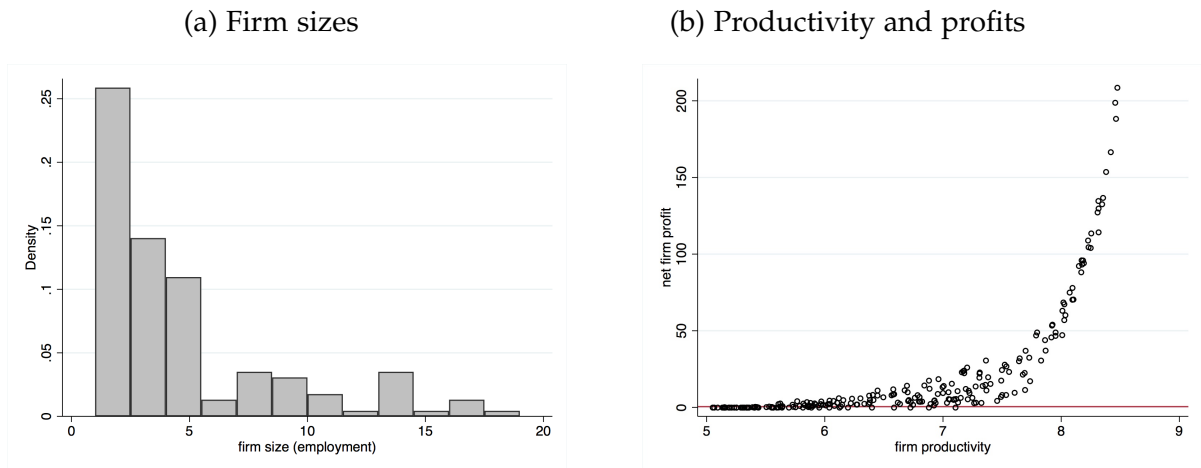 (a) Firm sizes
.25
.2
.15
.1
.05
0
Density
0 5 10 15 20
firm size (employment)
(b) Productivity and profits
200
150
100
50
0
net firm profit
5 6 7 8 9
firm productivity